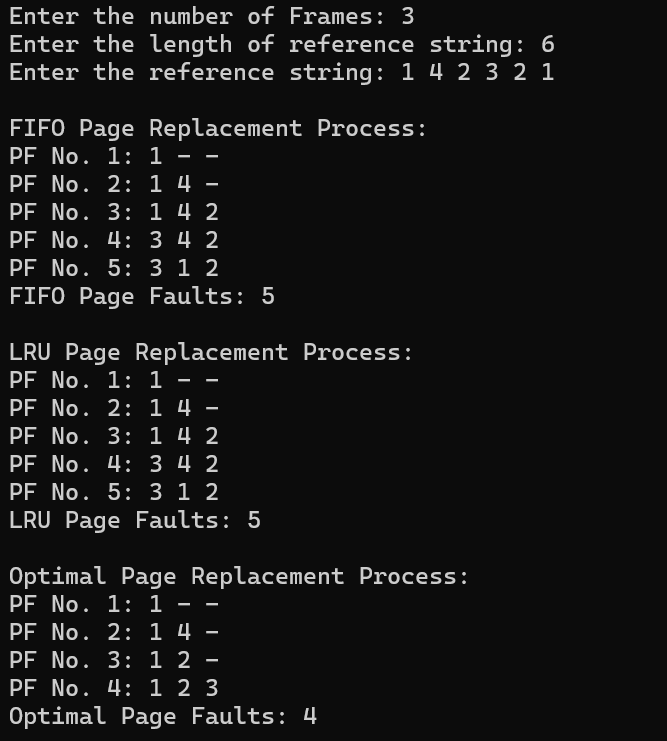 Enter the number of Frames: 3
Enter the length of reference string: 6
Enter the reference string: 1 4 2 3 2 1
FIFO Page Replacement Process:
PF No. 1: 1 - -
PF No. 2: 1 4 -
PF No. 3: 1 4 2
PF No. 4: 3 4 2
PF No. 5: 3 1 2
FIFO Page Faults: 5
LRU Page Replacement Process:
PF No. 1: 1 - -
PF No. 2: 1 4 -
PF No. 3: 1 4 2
PF No. 4: 3 4 2
PF No. 5: 3 1 2
LRU Page Faults: 5
Optimal Page Replacement Process:
PF No. 1: 1 - -
PF No. 2: 1 4 -
PF No. 3: 1 2 -
PF No. 4: 1 2 3
Optimal Page Faults: 4